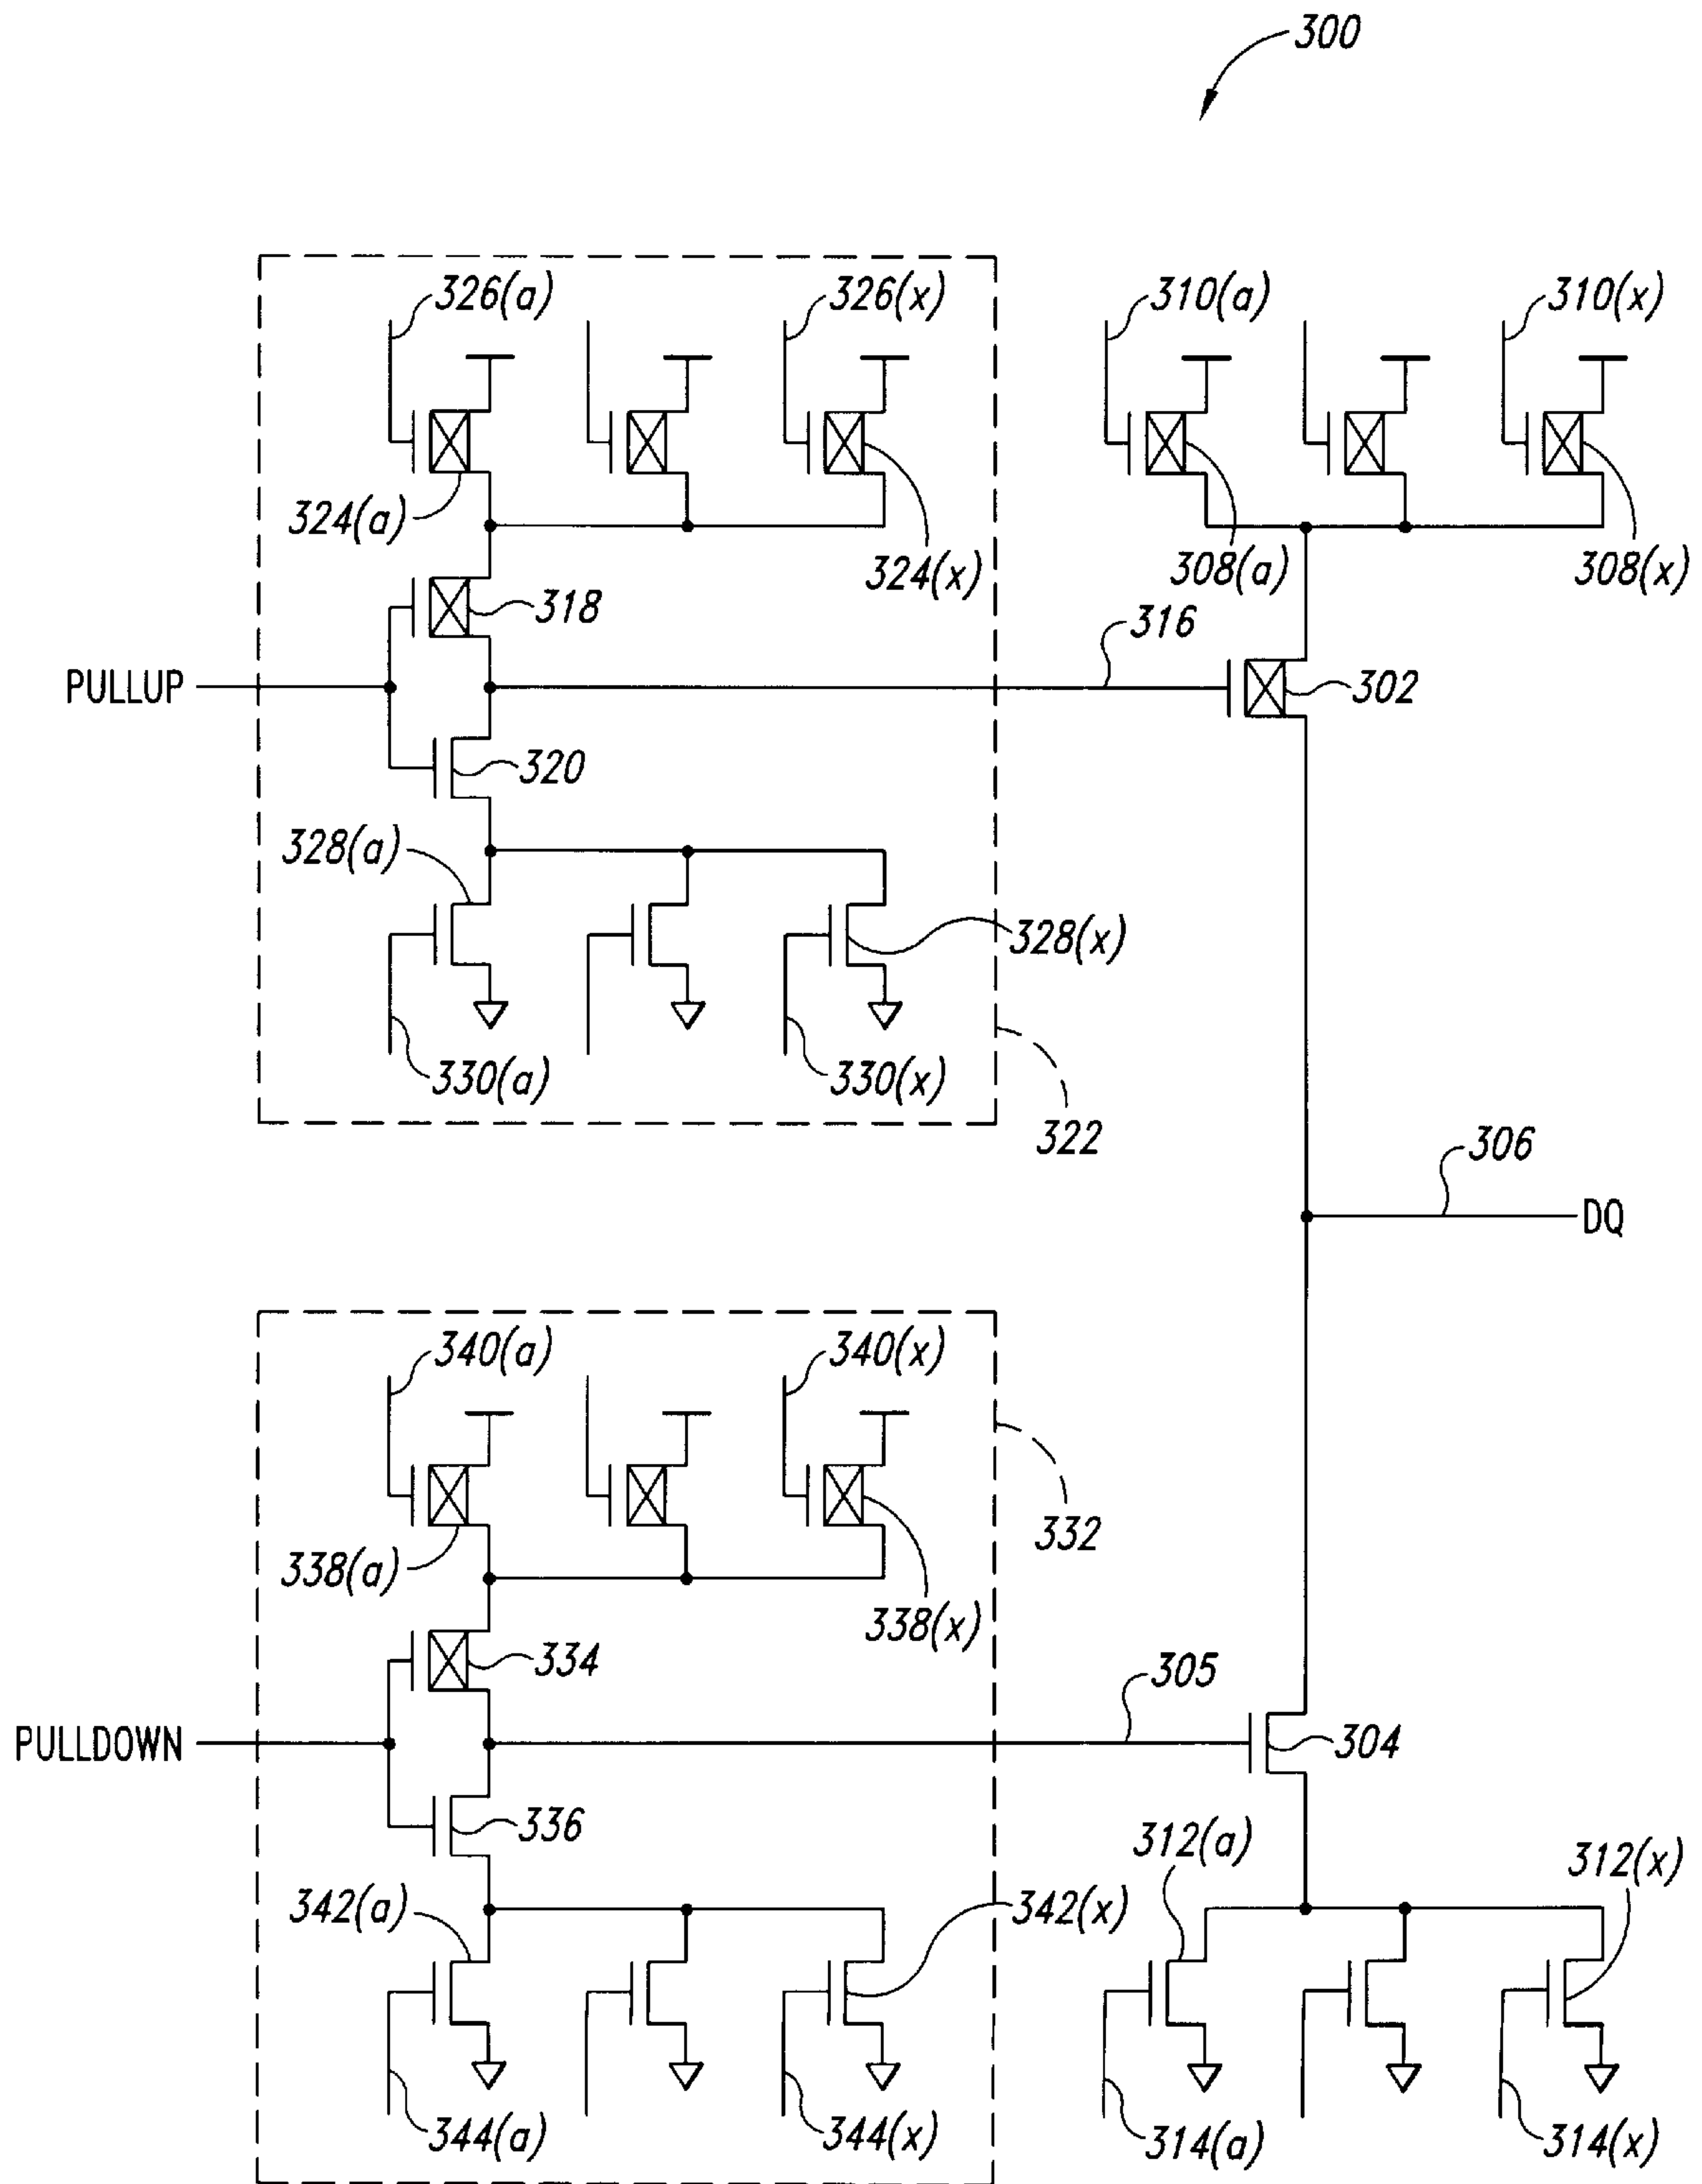 300
326(a)
326(x)
310(a)
310(x)
324(a)
324(x)
308(a)
308(x)
318
316
PULLUP
302
320
328(a)
328(x)
330(a)
330(x)
322
306
DQ
340(a)
340(x)
332
338(a)
338(x)
334
305
PULLDOWN
304
336
312(a)
312(x)
342(a)
342(x)
344(a)
344(x)
314(a)
314(x)